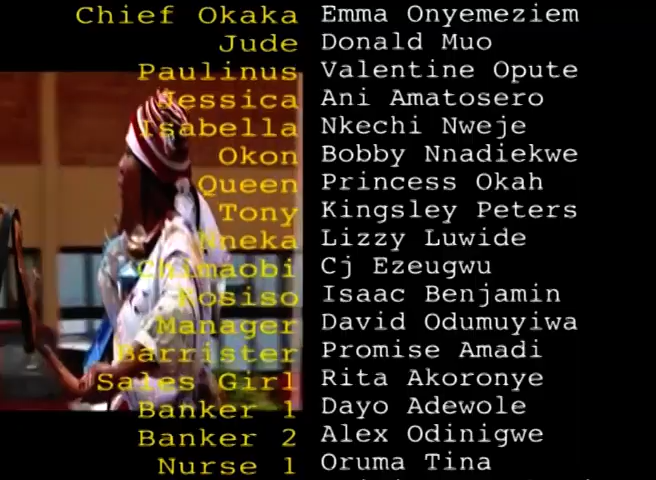 Chief Okaka Emma Onyemeziem
Jude Donald Muo
Paulinus Valentine Opute
Jessica Ani Amatosero
Isabella Nkechi Nweje
Okon Bobby Nnadiekwe
Queen Princess Okah
Tony Kingsley Peters
Nneka Lizzy Luwide
Chimaobi Cj Ezeugwu
Kosiso Isaac Benjamin
Manager David Odumuyiwa
Barrister Promise Amadi
Sales Girl Rita Akoronye
Banker 1 Dayo Adewole
Banker 2 Alex Odinigwe
Nurse 1 Oruma Tina